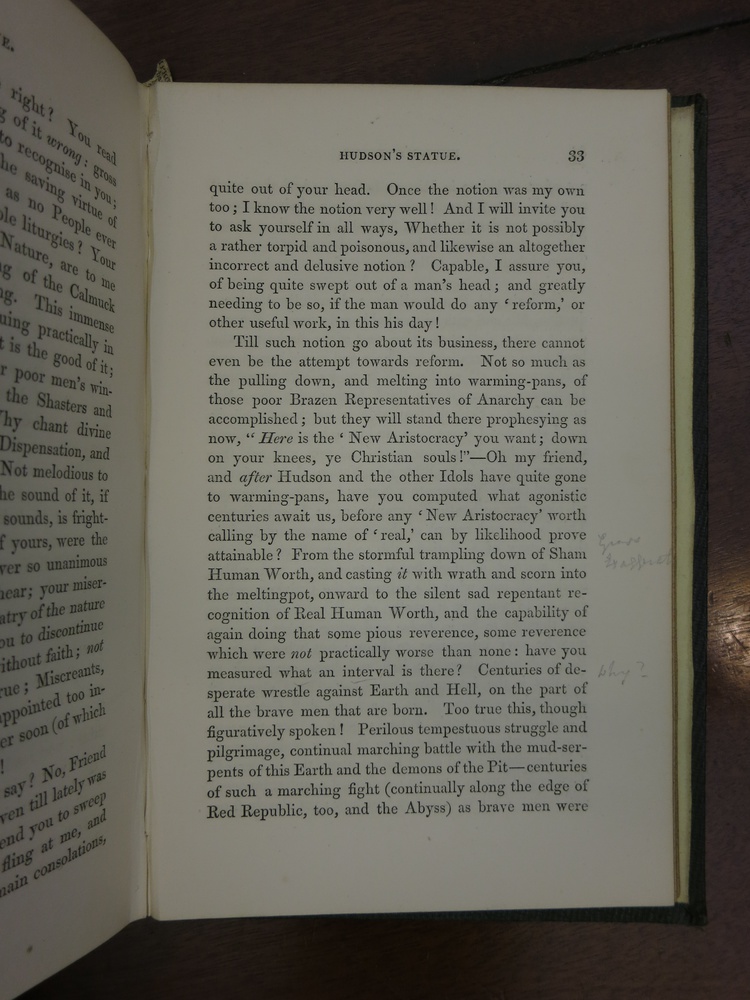 E.
right? You read
g of it wrong: gross
to recognise in you;
he saving virtue of
as no People ever
ble liturgies? Your
Nature, are to me
g of the Calmuck
ng. This immense
uing practically in
t is the good of it;
r poor men's win-
the Shasters and
hy chant divine
Dispensation, and
Not melodious to
he sound of it, if
sounds, is fright-
f yours, were the
ver so unanimous
near; your miser-
atry of the nature
ou to discontinue
ithout faith; not
rue; Miscreants,
appointed too in-
er soon (of which
!
say? No, Friend
ven till lately was
end you to sweep
fling at me, and
main consolations,
HUDSON'S STATUE. 33
quite out of your head. Once the notion was my own
too; I know the notion very well! And I will invite you
to ask yourself in all ways, Whether it is not possibly
a rather torpid and poisonous, and likewise an altogether
incorrect and delusive notion? Capable, I assure you,
of being quite swept out of a man's head; and greatly
needing to be so, if the man would do any 'reform,' or
other useful work, in this his day!
Till such notion go about its business, there cannot
even be the attempt towards reform. Not so much as
the pulling down, and melting into warming-pans, of
those poor Brazen Representatives of Anarchy can be
accomplished; but they will stand there prophesying as
now, "Here is the 'New Aristocracy' you want; down
on your knees, ye Christian souls!"—Oh my friend,
and after Hudson and the other Idols have quite gone
to warming-pans, have you computed what agonistic
centuries await us, before any 'New Aristocracy' worth
calling by the name of 'real,' can by likelihood prove
attainable? From the stormful trampling down of Sham
Human Worth, and casting it with wrath and scorn into
the meltingpot, onward to the silent sad repentant re-
cognition of Real Human Worth, and the capability of
again doing that some pious reverence, some reverence
which were not practically worse than none: have you
measured what an interval is there? Centuries of de-
sperate wrestle against Earth and Hell, on the part of
all the brave men that are born. Too true this, though
figuratively spoken! Perilous tempestuous struggle and
pilgrimage, continual marching battle with the mud-ser-
pents of this Earth and the demons of the Pit—centuries
of such a marching fight (continually along the edge of
Red Republic, too, and the Abyss) as brave men were
why?